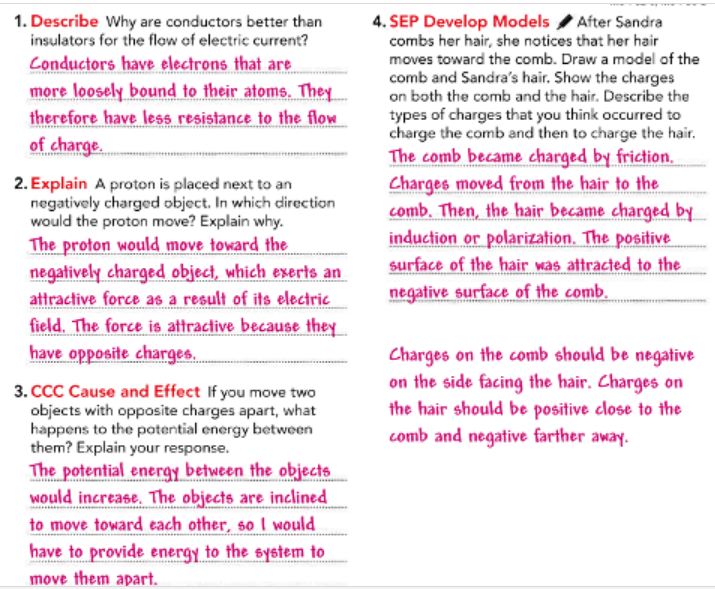 1. Describe Why are conductors better than
insulators for the flow of electric current?
Conductors have electrons that are
more loosely bound to their atoms. They
therefore have less resistance to the flow
of charge.
2. Explain A proton is placed next to an
negatively charged object. In which direction
would the proton move? Explain why.
The proton would move toward the
negatively charged object, which exerts an
attractive force as a result of its electric
field. The force is attractive because they
have opposite charges.
3. CCC Cause and Effect If you move two
objects with opposite charges apart, what
happens to the potential energy between
them? Explain your response.
The potential energy between the objects
would increase. The objects are inclined
to move toward each other, so I would
have to provide energy to the system to
move them apart.
4. SEP Develop Models After Sandra
combs her hair, she notices that her hair
moves toward the comb. Draw a model of the
comb and Sandra's hair. Show the charges
on both the comb and the hair. Describe the
types of charges that you think occurred to
charge the comb and then to charge the hair.
The comb became charged by friction.
Charges moved from the hair to the
comb. Then, the hair became charged by
induction or polarization. The positive
surface of the hair was attracted to the
negative surface of the comb.
Charges on the comb should be negative
on the side facing the hair. Charges on
the hair should be positive close to the
comb and negative farther away.